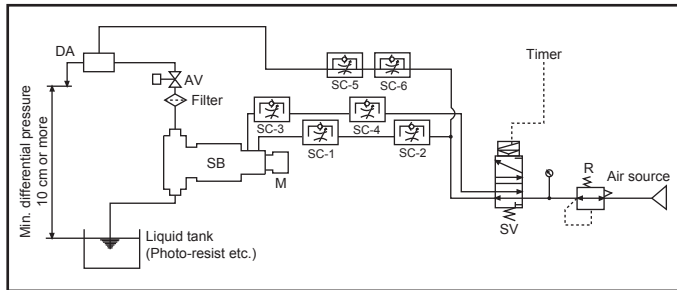 DA
AV
Filter
SC-5
SC-6
Timer
SC-3
SC-4
SC-1
SC-2
SB
M
SV
R
Air source
Min. differential pressure
10 cm or more
Liquid tank
(Photo-resist etc.)